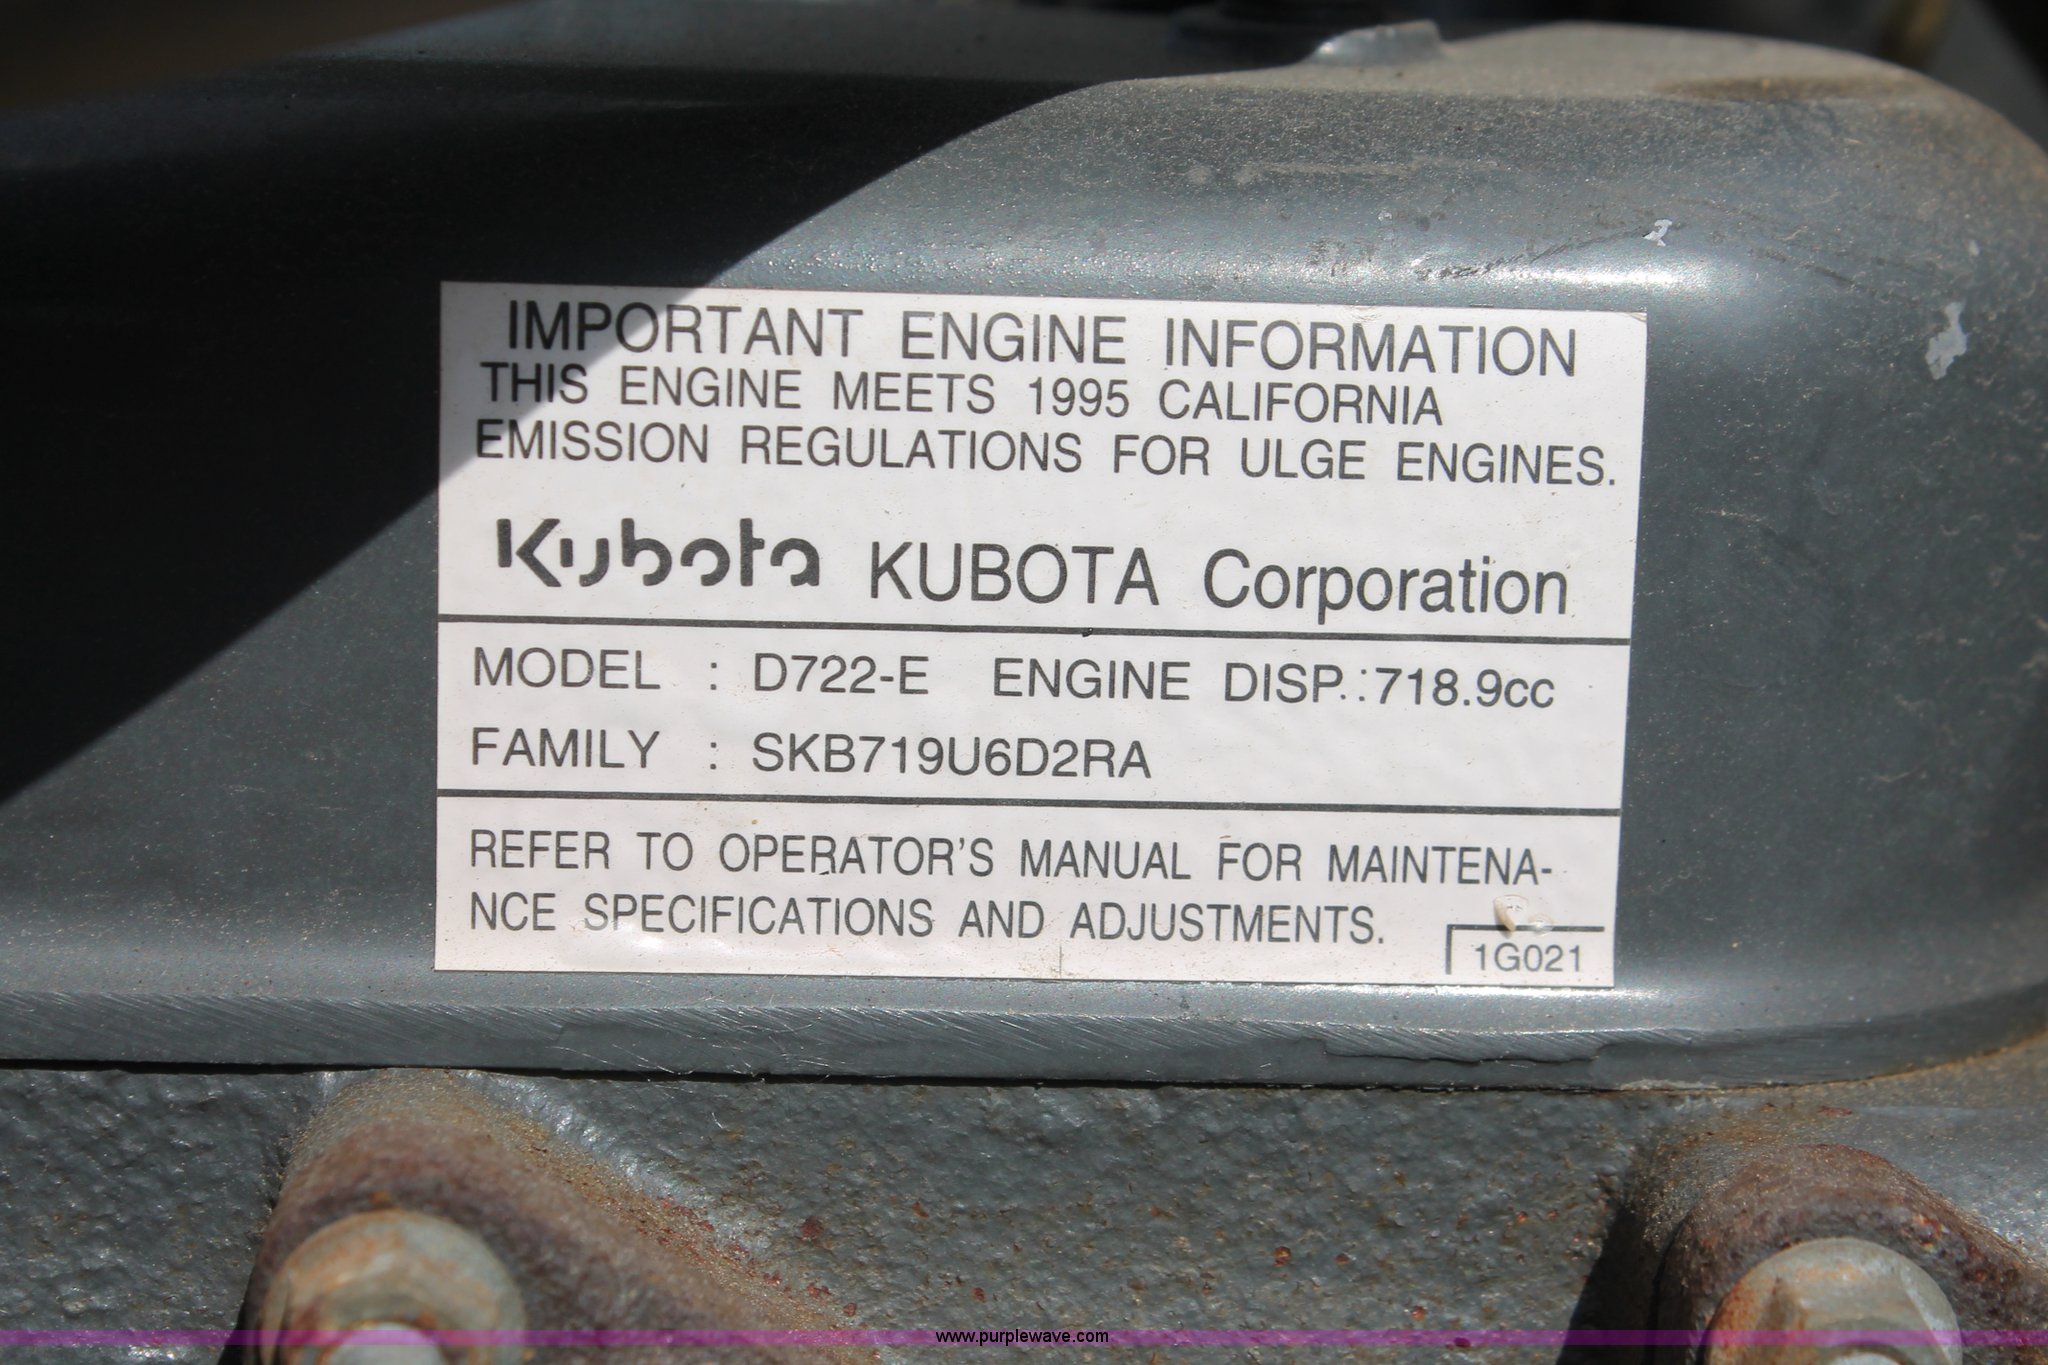 IMPORTANT ENGINE INFORMATION
THIS ENGINE MEETS 1995 CALIFORNIA
EMISSION REGULATIONS FOR ULGE ENGINES.
Kubota KUBOTA Corporation
MODEL : D722-E ENGINE DISP.:718.9cc
FAMILY : SKB719U6D2RA
REFER TO OPERATOR'S MANUAL FOR MAINTENA-
NCE SPECIFICATIONS AND ADJUSTMENTS.
1G021
www.purplewave.com